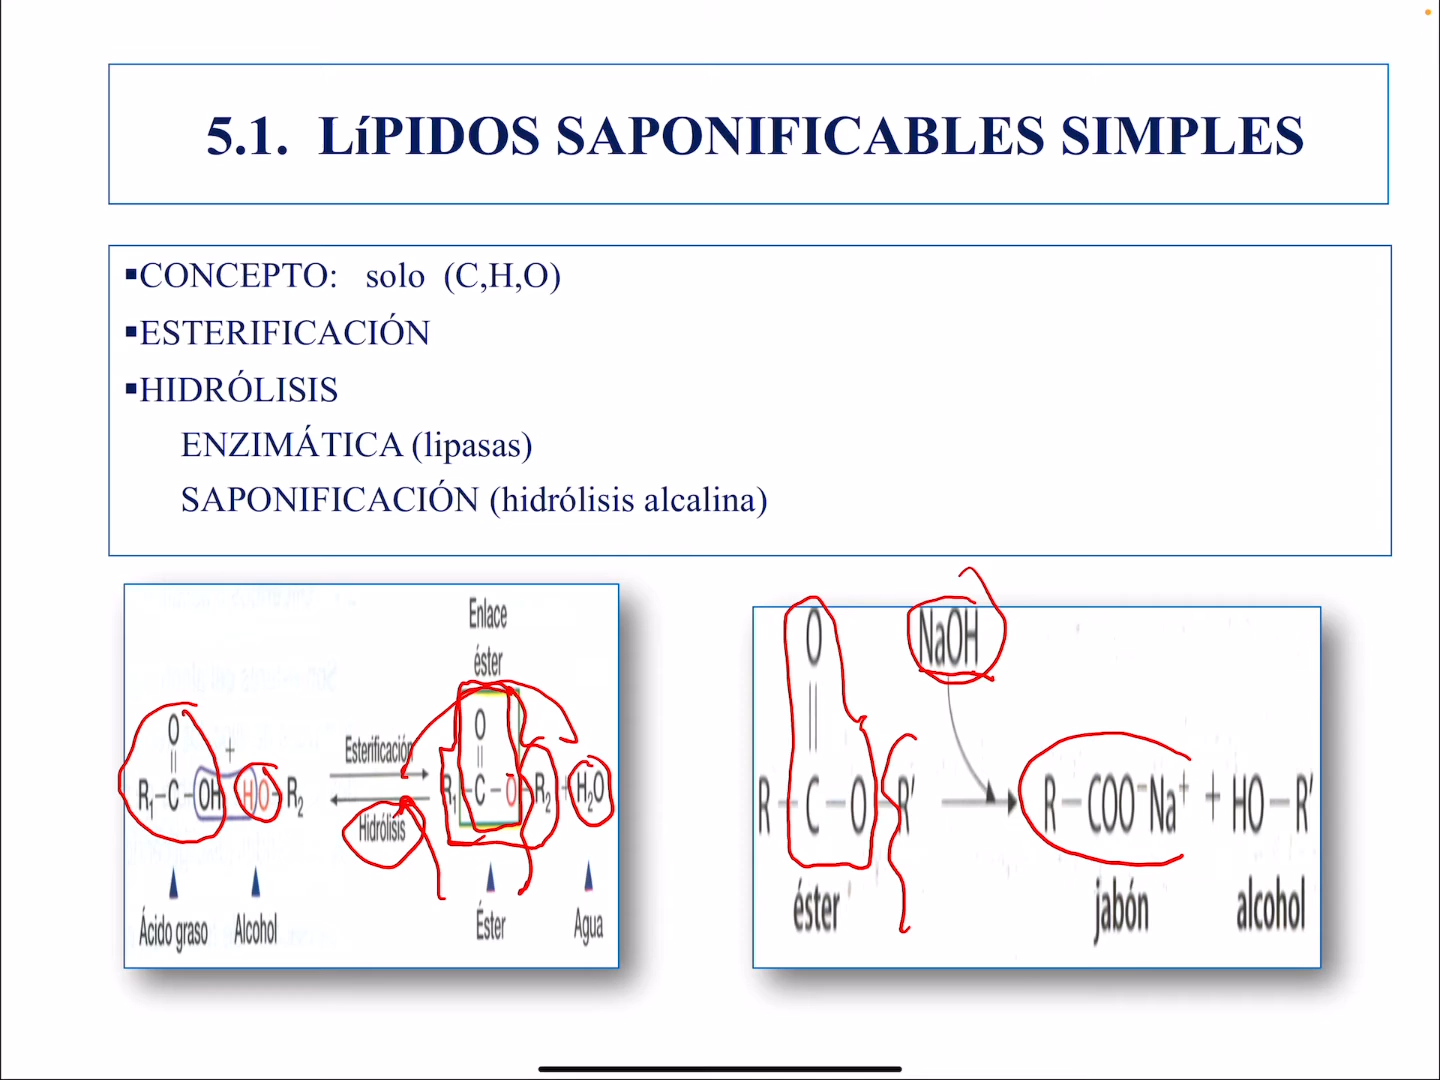 5.1. LíPIDOS SAPONIFICABLES SIMPLES
▪CONCEPTO: solo (C,H,O)
▪ESTERIFICACIÓN
▪HIDRÓLISIS
ENZIMÁTICA (lipasas)
SAPONIFICACIÓN (hidrólisis alcalina)
Enlace
éster
O
||
R₁–C–OH
+
HO–R₂
Esterificación
Hidrólisis
O
||
R₁–C–O–R₂ + H₂O
Ácido graso
Alcohol
Éster
Agua
O
||
R–C–O–R'
NaOH
R–COO⁻Na⁺ + HO–R'
éster
jabón
alcohol